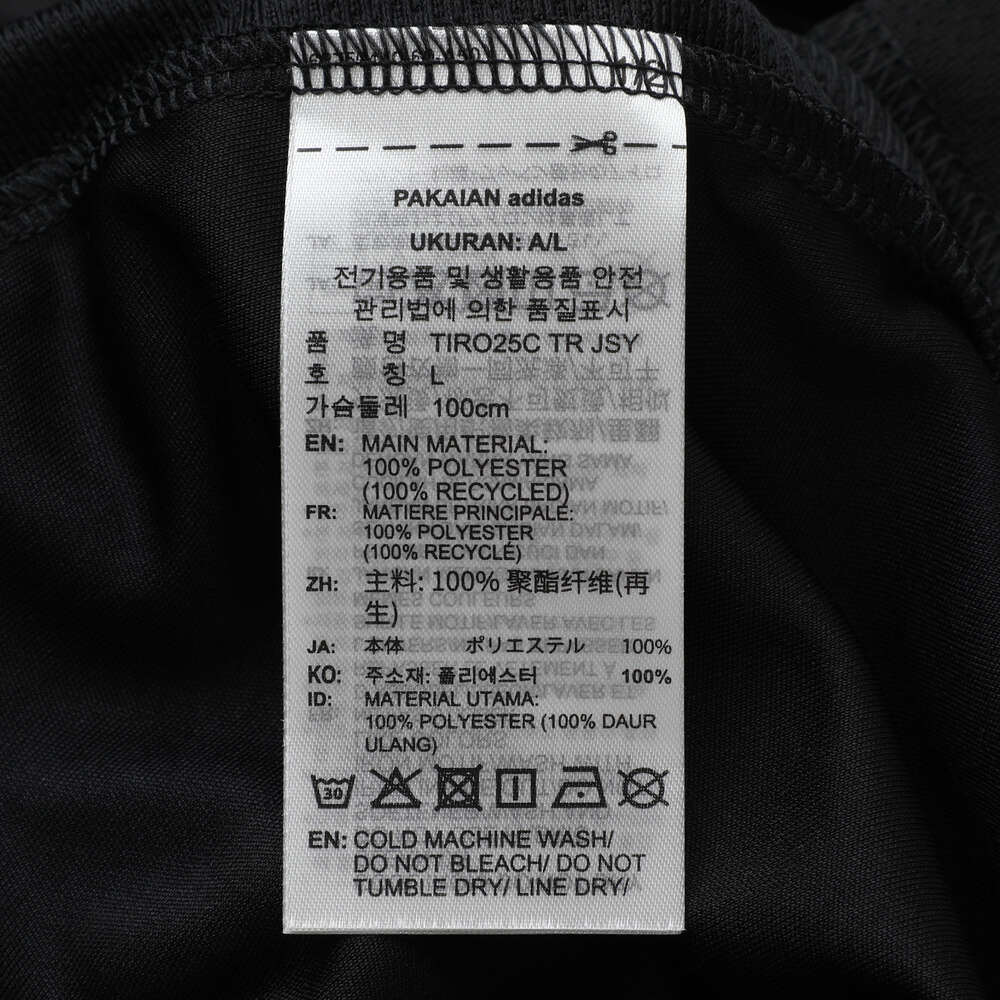 1/2
PAKAIAN adidas
UKURAN: A/L
전기용품 및 생활용품 안전
관리법에 의한 품질표시
품 명 TIRO25C TR JSY
호 칭 L
가슴둘레 100cm
EN: MAIN MATERIAL:
100% POLYESTER
(100% RECYCLED)
FR: MATIERE PRINCIPALE:
100% POLYESTER
(100% RECYCLÉ)
ZH: 主料: 100% 聚酯纤维(再
生)
JA: 本体 ポリエステル 100%
KO: 주소재: 폴리에스터 100%
ID: MATERIAL UTAMA:
100% POLYESTER (100% DAUR
ULANG)
30
EN: COLD MACHINE WASH/
DO NOT BLEACH/ DO NOT
TUMBLE DRY/ LINE DRY/